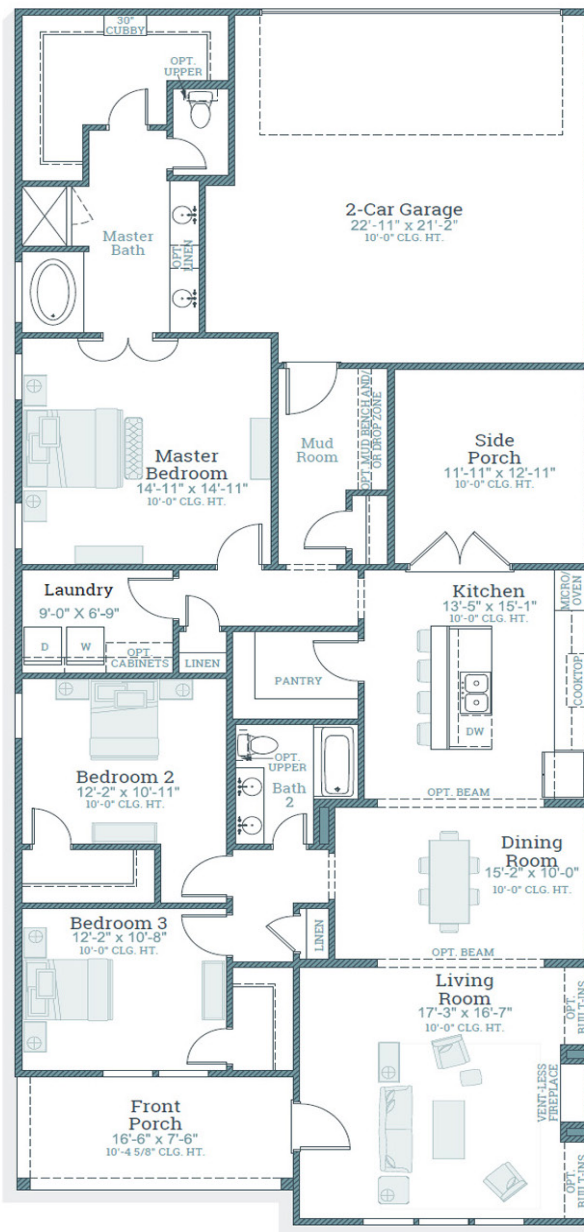 30"
CUBBY
OPT.
UPPER
2-Car Garage
22'-11" x 21'-2"
10'-0" CLG. HT.
Master
Bath
OPT.
LINEN
Master
Bedroom
14'-11" x 14'-11"
10'-0" CLG. HT.
Mud
Room
OPT. MUD BENCH AND/
OR DROP ZONE
Side
Porch
11'-11" x 12'-11"
10'-0" CLG. HT.
Laundry
9'-0" X 6'-9"
D
W
OPT.
CABINETS
LINEN
PANTRY
Kitchen
13'-5" x 15'-1"
10'-0" CLG. HT.
MICRO/
OVEN
COOKTOP
DW
Bedroom 2
12'-2" x 10'-11"
10'-0" CLG. HT.
OPT.
UPPER
Bath
2
OPT. BEAM
Dining
Room
15'-2" x 10'-0"
10'-0" CLG. HT.
OPT. BEAM
Bedroom 3
12'-2" x 10'-8"
10'-0" CLG. HT.
LINEN
Living
Room
17'-3" x 16'-7"
10'-0" CLG. HT.
OPT.
BUILT-INS
VENT-LESS
FIREPLACE
OPT.
BUILT-INS
Front
Porch
16'-6" x 7'-6"
10'-4 5/8" CLG. HT.